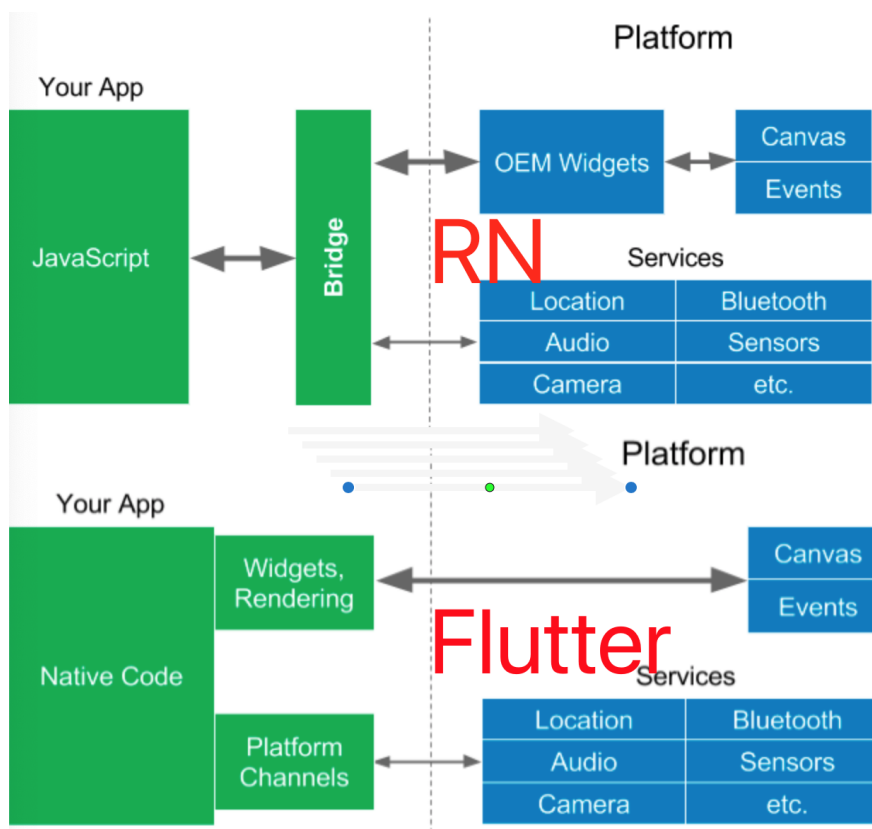 Platform
Your App
JavaScript
Bridge
OEM Widgets
Canvas
Events
RN
Services
Location
Bluetooth
Audio
Sensors
Camera
etc.
Platform
Your App
Native Code
Widgets,
Rendering
Platform
Channels
Canvas
Events
Flutter
Services
Location
Bluetooth
Audio
Sensors
Camera
etc.